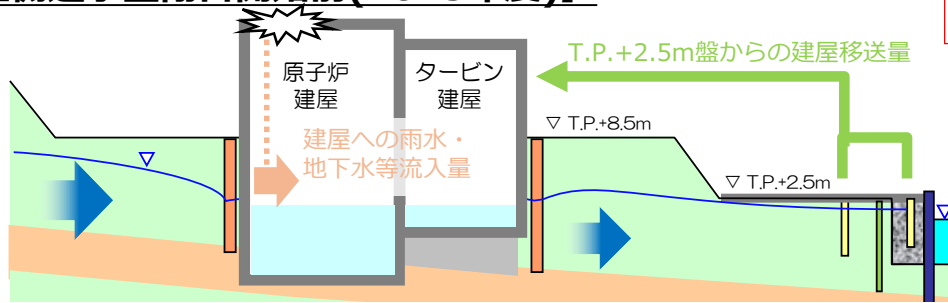 原子炉
建屋
タービン
建屋
T.P.+2.5m盤からの建屋移送量
建屋への雨水・
地下水等流入量
▽ T.P.+8.5m
▽ T.P.+2.5m